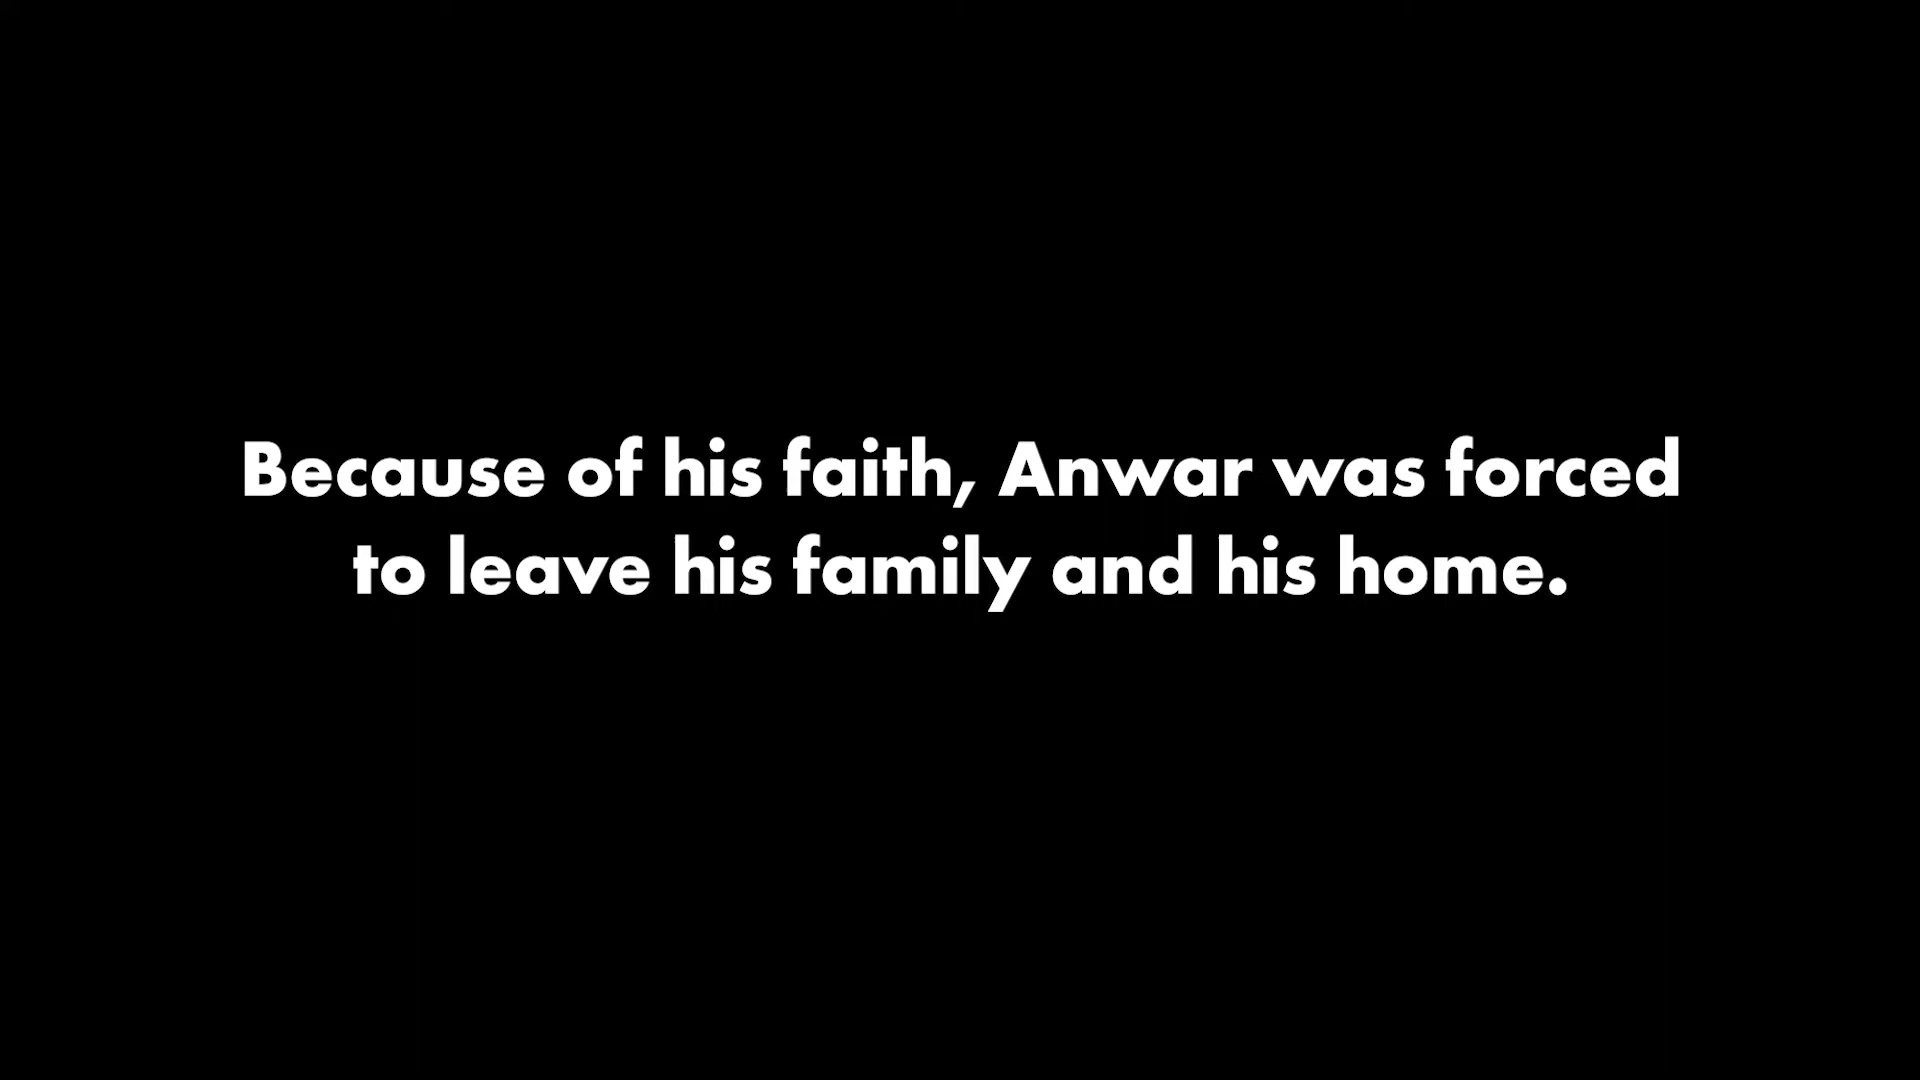 Because of his faith, Anwar was forced
to leave his family and his home.